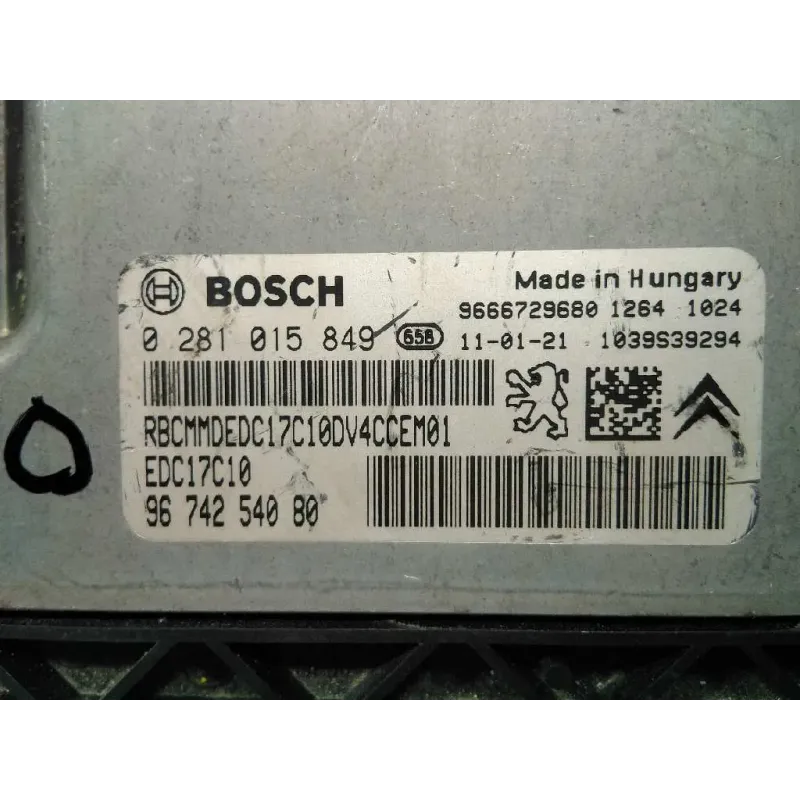 BOSCH
Made in Hungary
9666729680 1264 1024
0 281 015 849 658 11-01-21 1039S39294
RBCMMDEDC17C10DV4CCEM01
EDC17C10
96 742 540 80